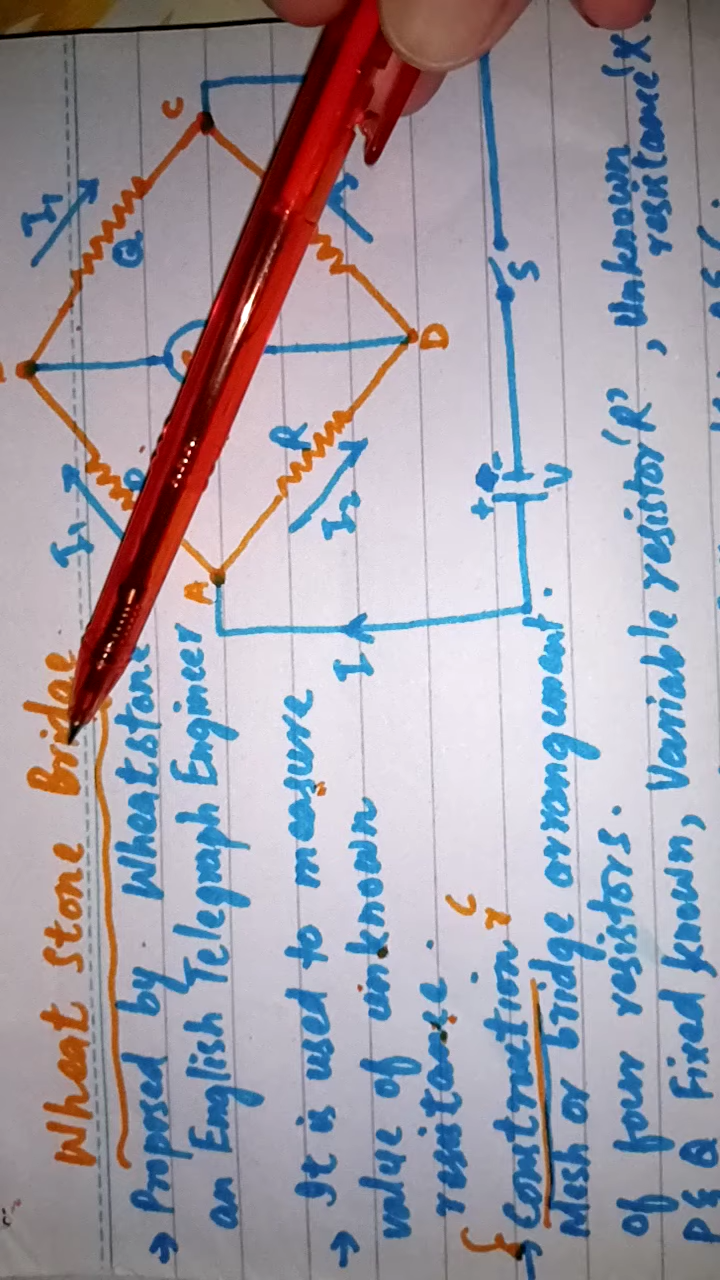 Wheat Stone Bridge
→ Proposed by Wheatstone
an English Telegraph Engineer
→ It is used to measure
value of unknown
resistance.
→ Construction :
Mesh or bridge arrangement.
of four resistors.
P & Q fixed known, Variable resistor 'R', Unknown resistance 'X'.
I1
Q
C
I1
A
R
I2
D
I
+
-
V
S